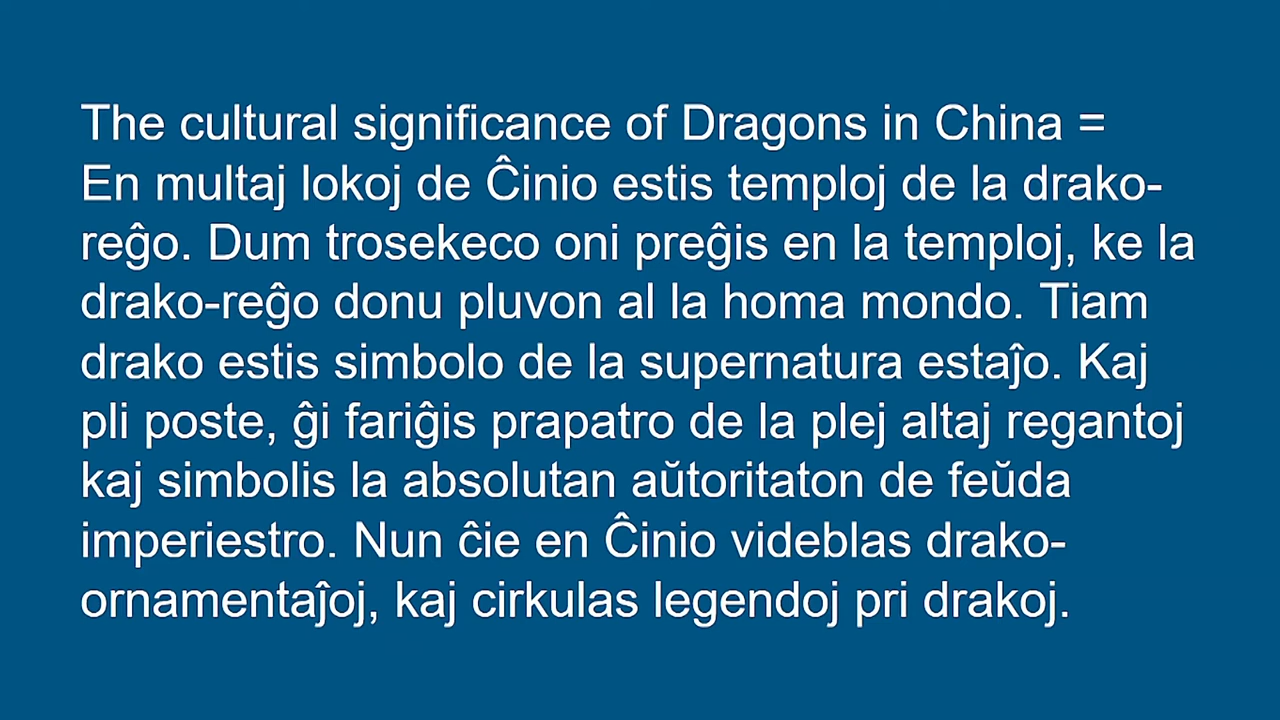 The cultural significance of Dragons in China =
En multaj lokoj de Ĉinio estis temploj de la drako-
reĝo. Dum trosekeco oni preĝis en la temploj, ke la
drako-reĝo donu pluvon al la homa mondo. Tiam
drako estis simbolo de la supernatura estaĵo. Kaj
pli poste, ĝi fariĝis prapatro de la plej altaj regantoj
kaj simbolis la absolutan aŭtoritaton de feŭda
imperiestro. Nun ĉie en Ĉinio videblas drako-
ornamentaĵoj, kaj cirkulas legendoj pri drakoj.